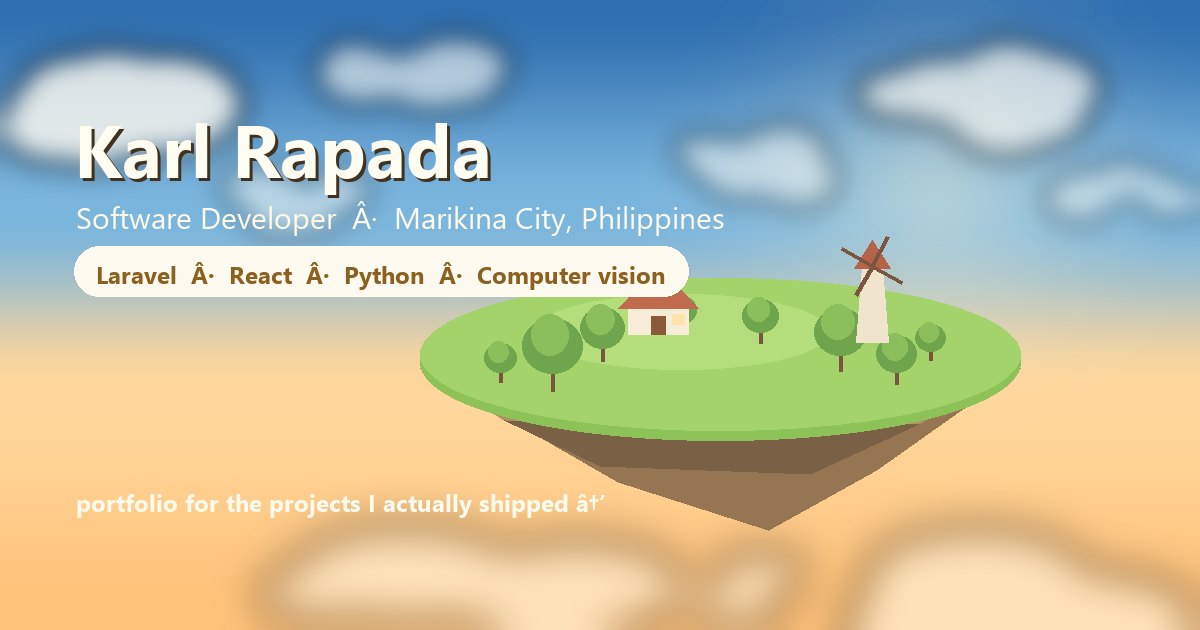 Karl Rapada
Software Developer Â· Marikina City, Philippines
Laravel Â· React Â· Python Â· Computer vision
portfolio for the projects I actually shipped â†’